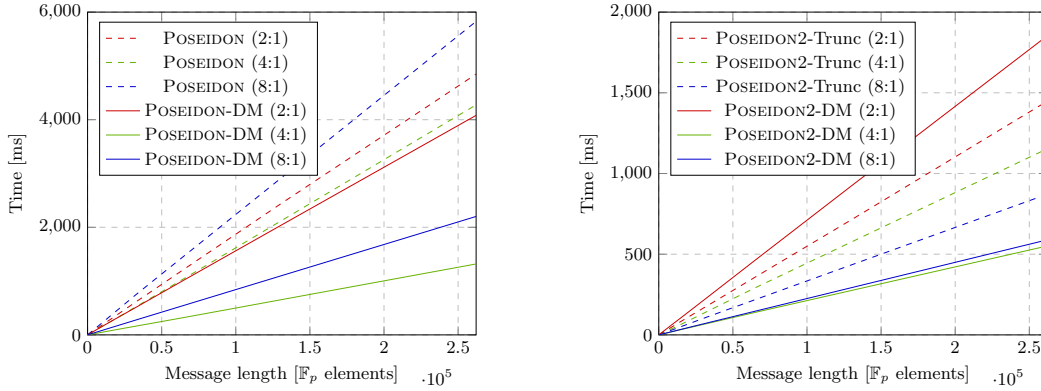 6,000
4,000
2,000
0
Time [ms]
POSEIDON (2:1)
POSEIDON (4:1)
POSEIDON (8:1)
POSEIDON-DM (2:1)
POSEIDON-DM (4:1)
POSEIDON-DM (8:1)
0 0.5 1 1.5 2 2.5
·10⁵
Message length [𝔽ₚ elements]
2,000
1,500
1,000
500
0
Time [ms]
POSEIDON2-Trunc (2:1)
POSEIDON2-Trunc (4:1)
POSEIDON2-Trunc (8:1)
POSEIDON2-DM (2:1)
POSEIDON2-DM (4:1)
POSEIDON2-DM (8:1)
0 0.5 1 1.5 2 2.5
·10⁵
Message length [𝔽ₚ elements]